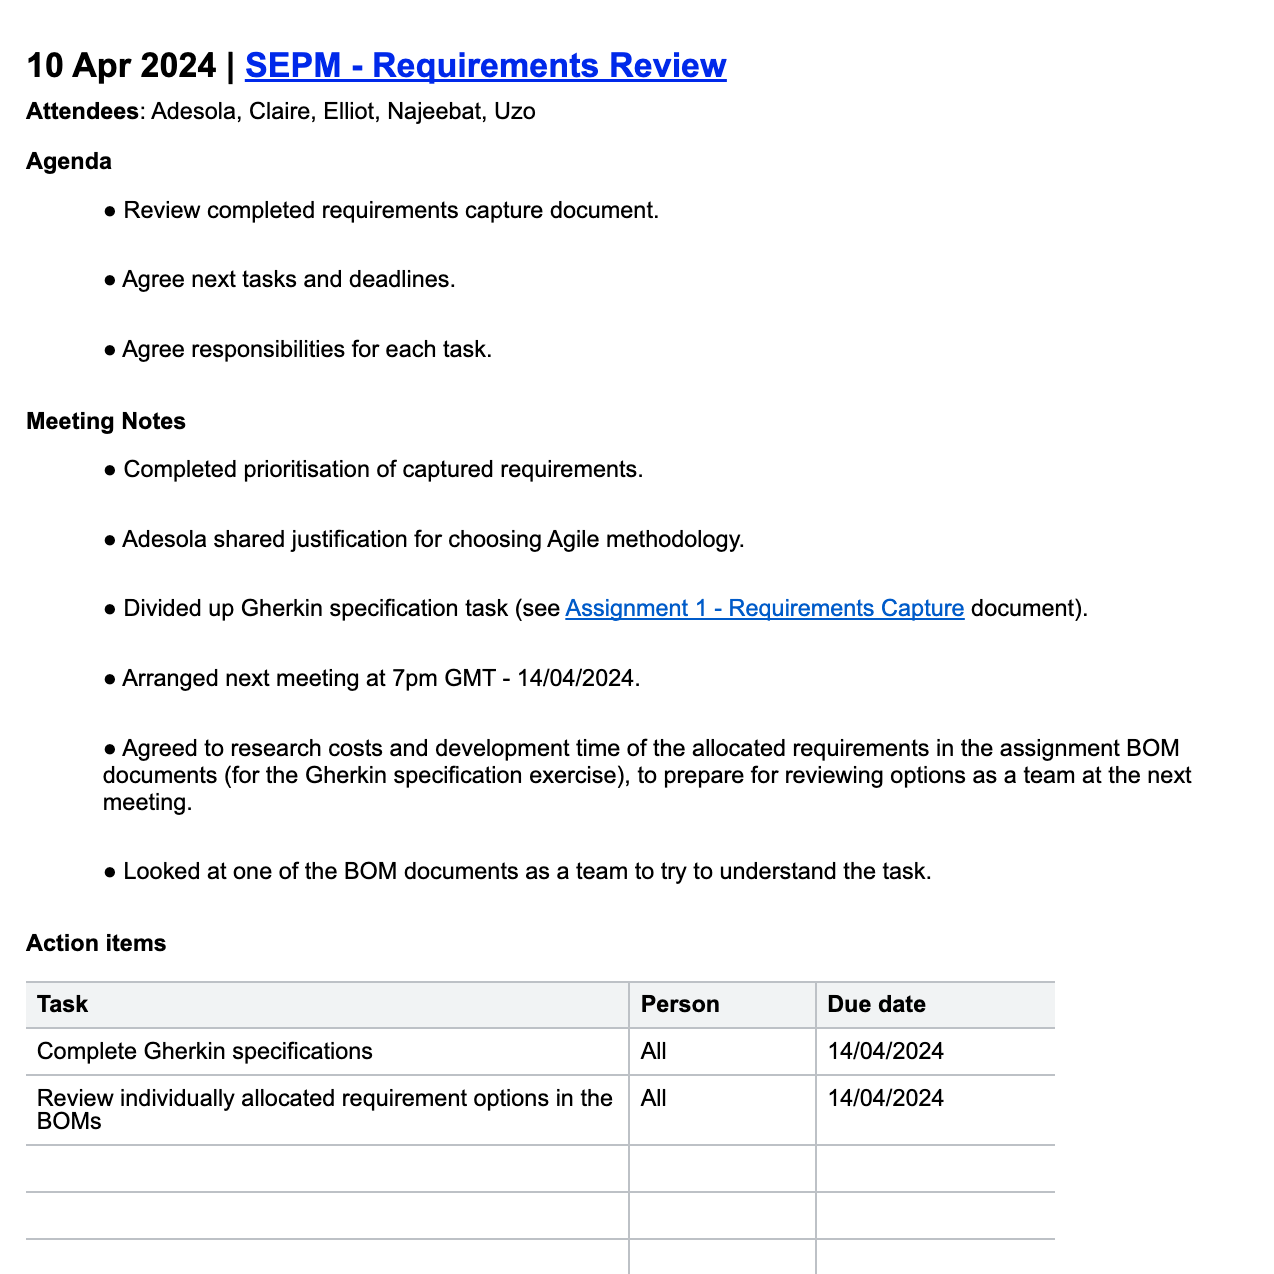 10 Apr 2024 | SEPM - Requirements Review
Attendees: Adesola, Claire, Elliot, Najeebat, Uzo
Agenda
● Review completed requirements capture document.
● Agree next tasks and deadlines.
● Agree responsibilities for each task.
Meeting Notes
● Completed prioritisation of captured requirements.
● Adesola shared justification for choosing Agile methodology.
● Divided up Gherkin specification task (see Assignment 1 - Requirements Capture document).
● Arranged next meeting at 7pm GMT - 14/04/2024.
● Agreed to research costs and development time of the allocated requirements in the assignment BOM
documents (for the Gherkin specification exercise), to prepare for reviewing options as a team at the next
meeting.
● Looked at one of the BOM documents as a team to try to understand the task.
Action items
Task Person Due date
Complete Gherkin specifications All 14/04/2024
Review individually allocated requirement options in the All 14/04/2024
BOMs